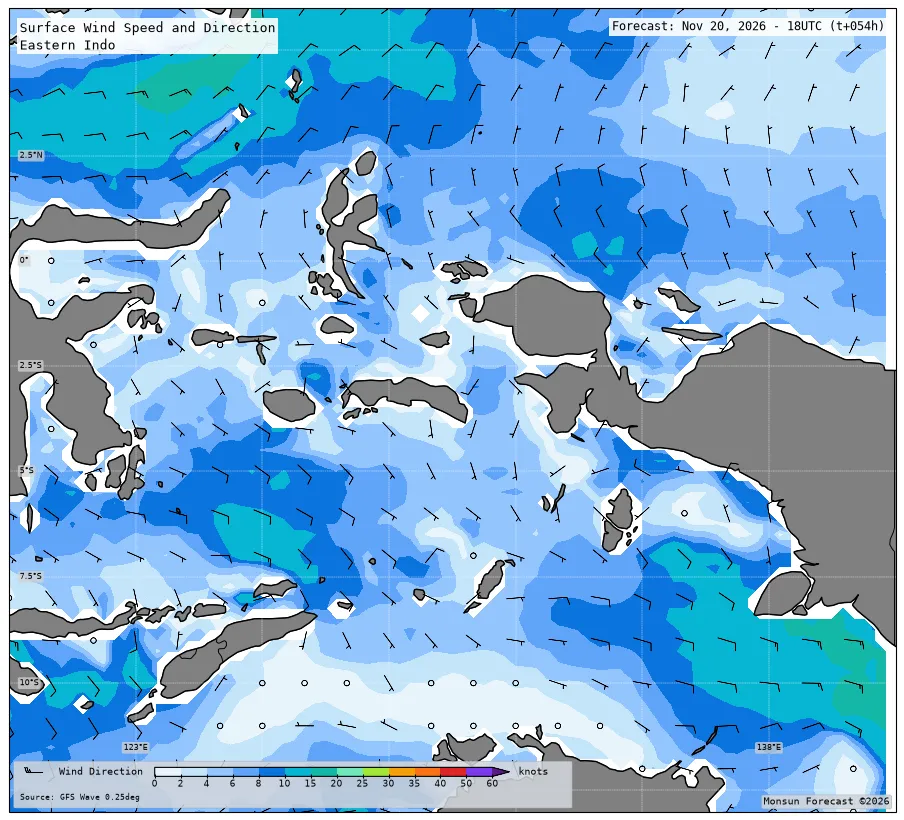 Surface Wind Speed and Direction
Eastern Indo
Forecast: Nov 20, 2026 - 18UTC (t+054h)
2.5°N
0°
2.5°S
5°S
7.5°S
10°S
123°E
138°E
Wind Direction
0 2 4 6 8 10 15 20 25 30 35 40 50 60
knots
Source: GFS Wave 0.25deg
Monsun Forecast ©2026